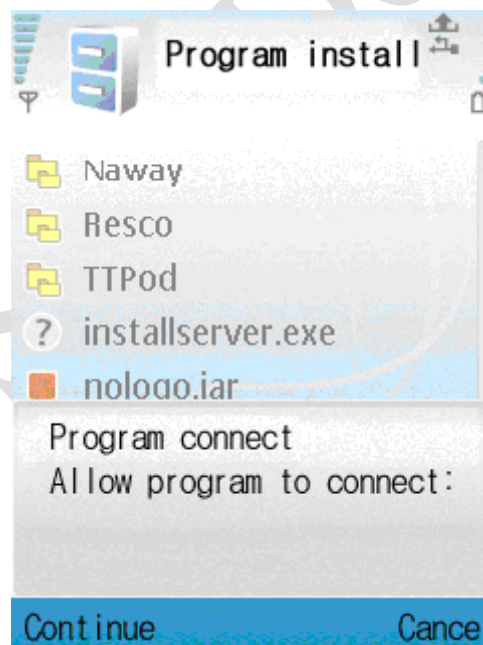 Program install
Naway
Resco
TTPod
installserver.exe
nologo.jar
Program connect
Allow program to connect:
Continue
Cance